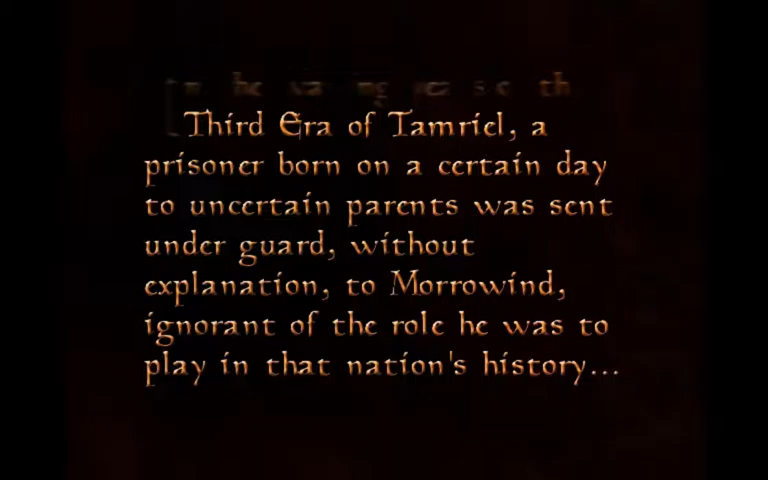 Third Era of Tamriel, a
prisoner born on a certain day
to uncertain parents was sent
under guard, without
explanation, to Morrowind,
ignorant of the role he was to
play in that nation's history...